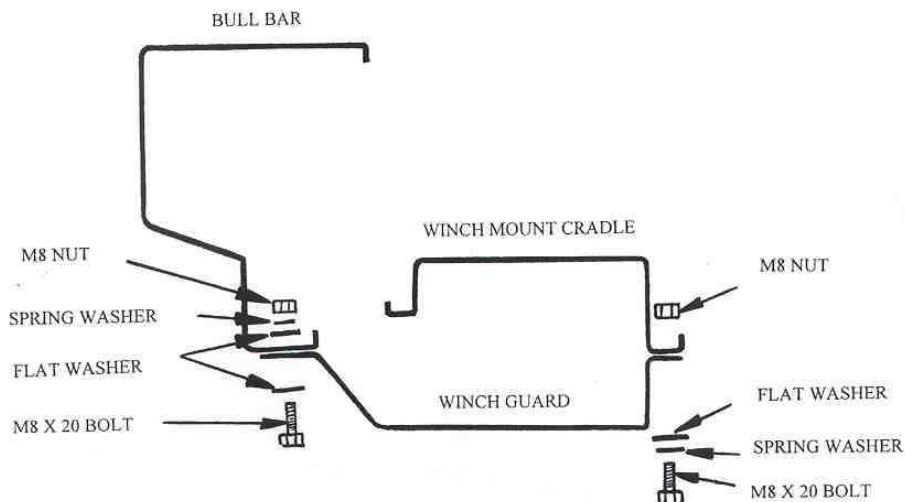 BULL BAR
WINCH MOUNT CRADLE
M8 NUT
M8 NUT
SPRING WASHER
FLAT WASHER
WINCH GUARD
FLAT WASHER
M8 X 20 BOLT
SPRING WASHER
M8 X 20 BOLT